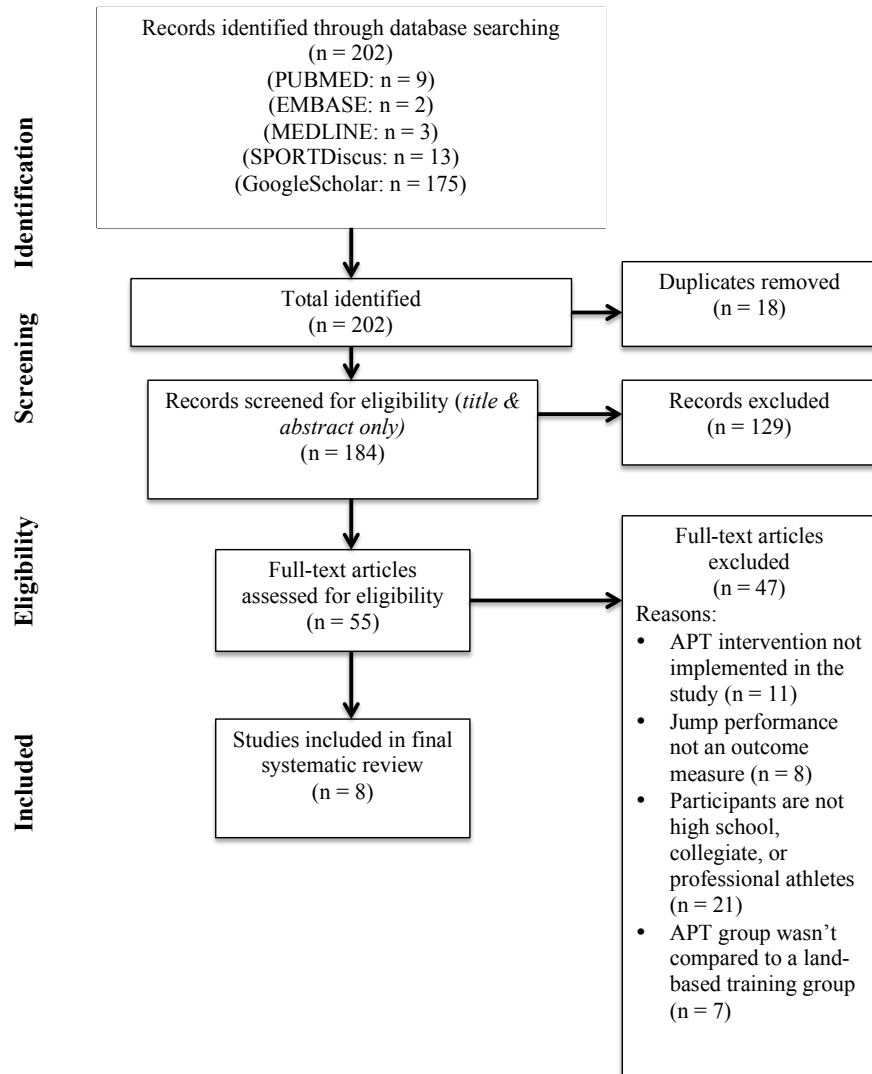 Records identified through database searching
(n = 202)
(PUBMED: n = 9)
(EMBASE: n = 2)
(MEDLINE: n = 3)
(SPORTDiscus: n = 13)
(GoogleScholar: n = 175)
Identification
Total identified
(n = 202)
Duplicates removed
(n = 18)
Screening
Records screened for eligibility (title &
abstract only)
(n = 184)
Records excluded
(n = 129)
Eligibility
Full-text articles
assessed for eligibility
(n = 55)
Full-text articles
excluded
(n = 47)
Reasons:
• APT intervention not
implemented in the
study (n = 11)
• Jump performance
not an outcome
measure (n = 8)
• Participants are not
high school,
collegiate, or
professional athletes
(n = 21)
• APT group wasn’t
compared to a land-
based training group
(n = 7)
Included
Studies included in final
systematic review
(n = 8)